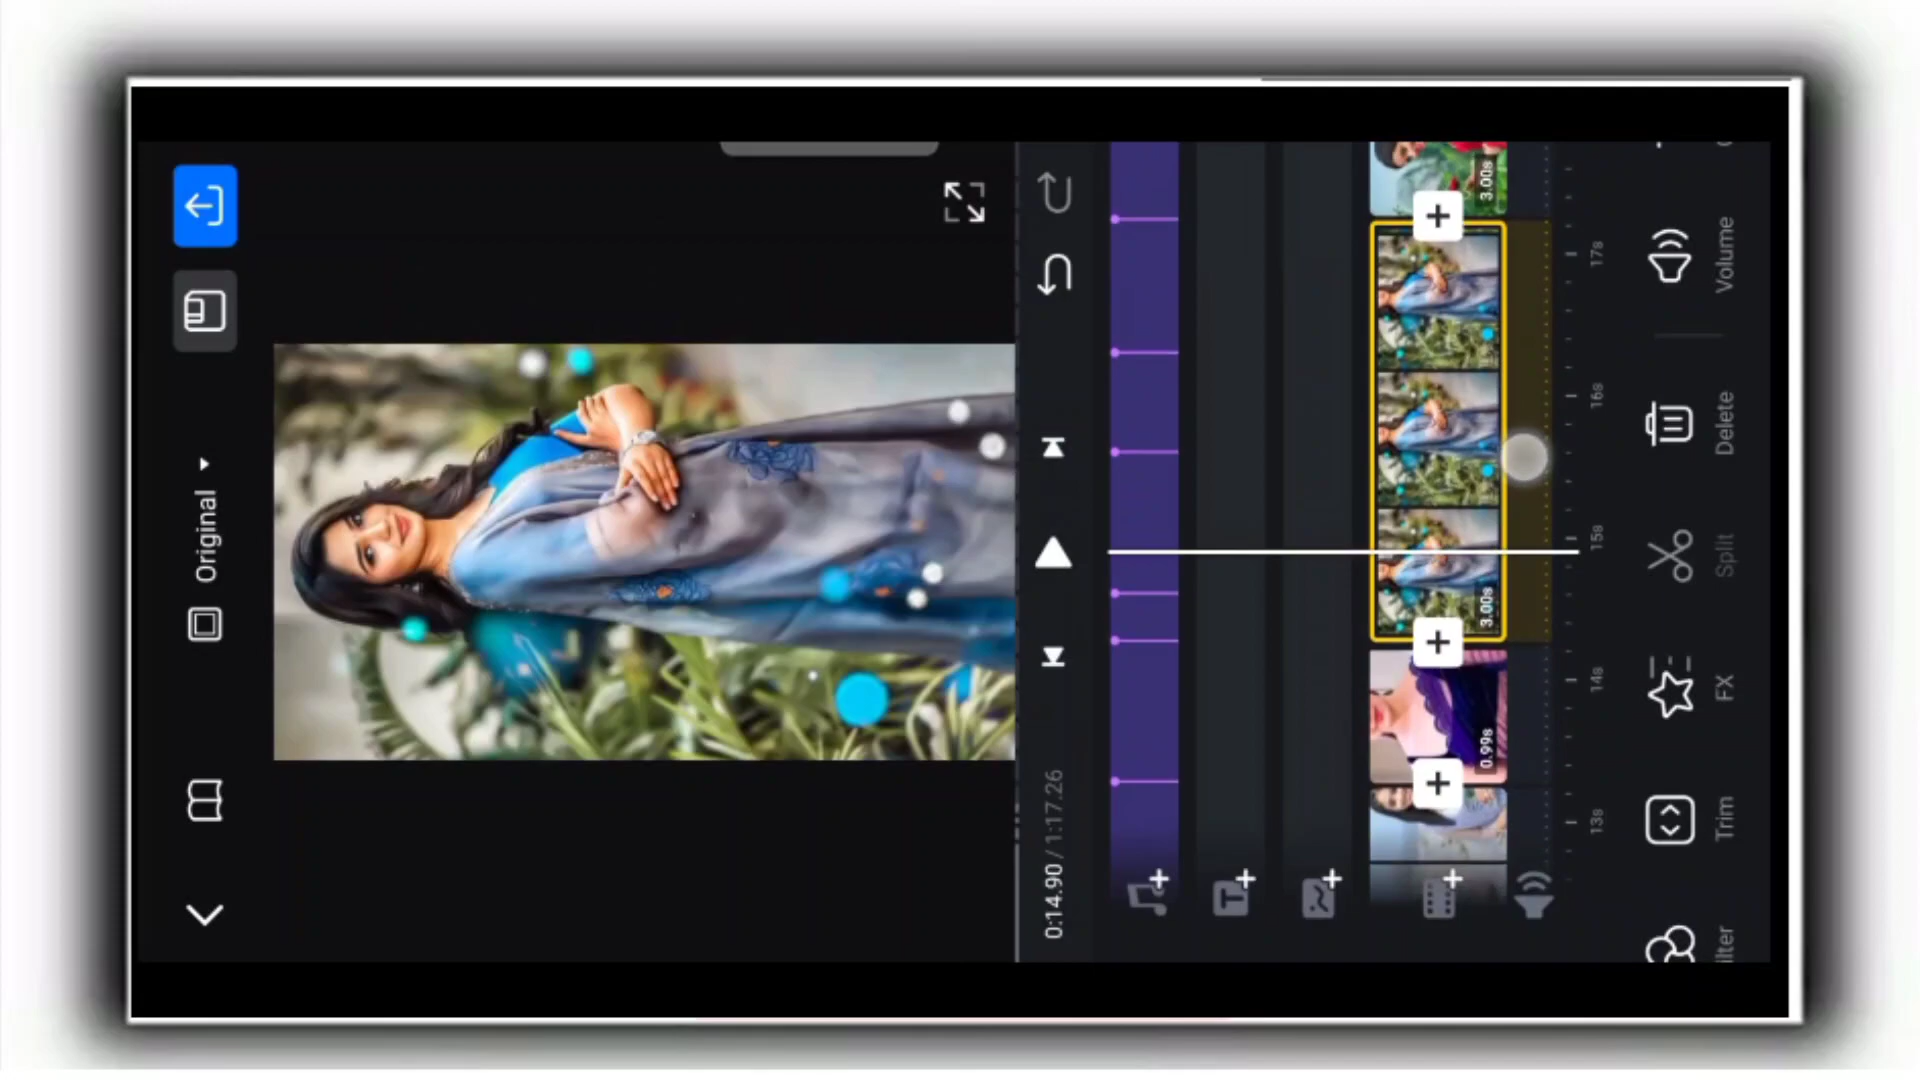 Original
0:14.90 / 1:17.26
0.99s
3.00s
3.00s
13s
14s
15s
16s
17s
ilter
Trim
FX
Split
Delete
Volume